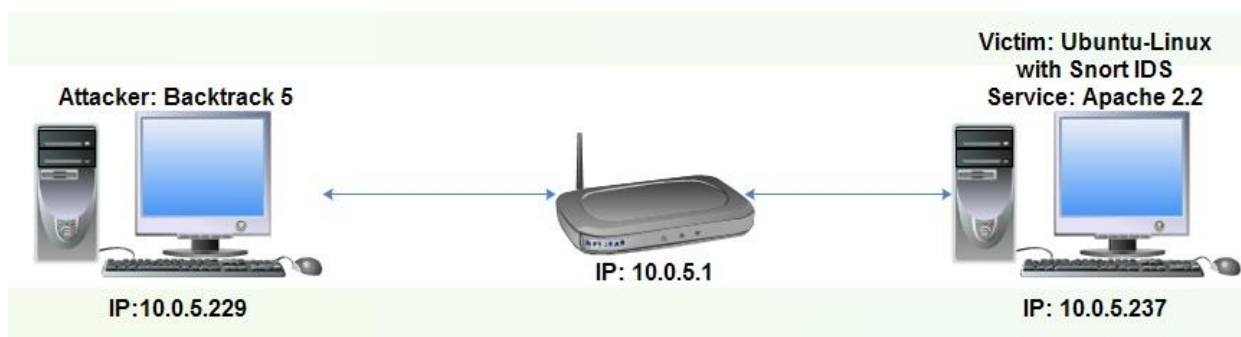 Attacker: Backtrack 5
Victim: Ubuntu-Linux
with Snort IDS
Service: Apache 2.2
NETGEAR
IP: 10.0.5.1
IP:10.0.5.229
IP: 10.0.5.237